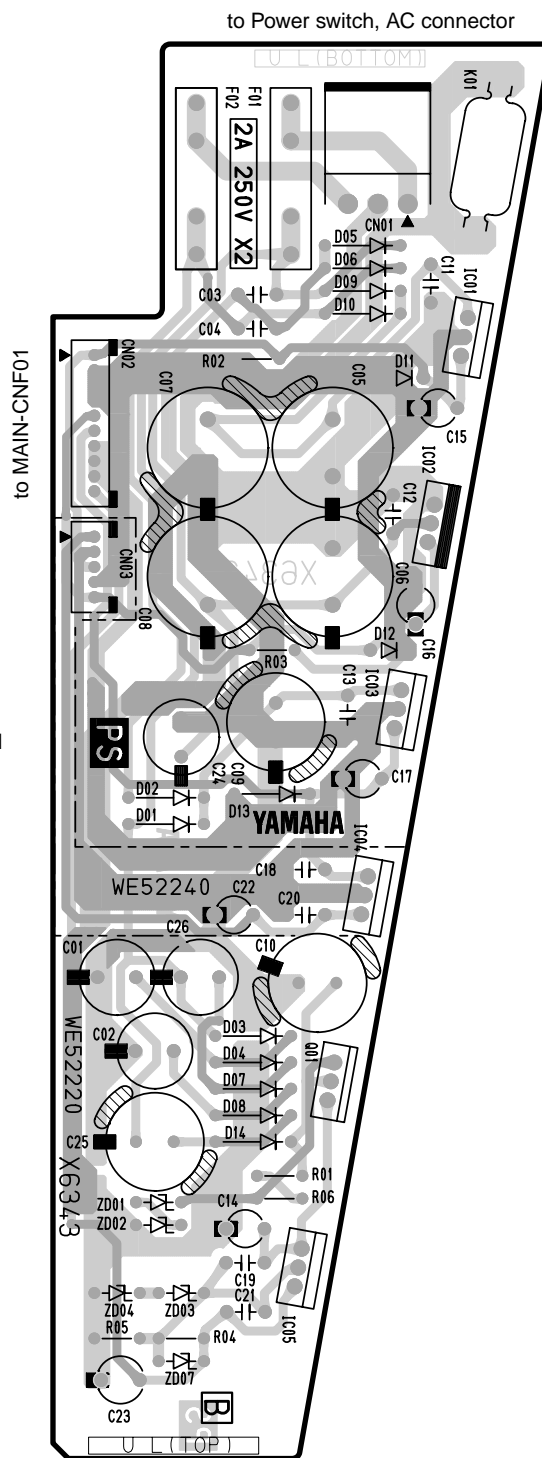 to Power switch, AC connector
U L (BOTTOM)
K01
F01
F02
2A 250V X2
CN01
D05
D06
D09
D10
C11
IC01
C03
C04
to MAIN-CNF01
CN02
R02
C07
C05
D11
C15
IC02
C12
CN03
X6343
C08
C06
C16
D12
R03
C13
IC03
PS
C24
C09
C17
D02
D01
D13
YAMAHA
IC04
C18
WE52240
C22
C20
C01
C26
C10
C02
WE52220
D03
D04
D07
D08
D14
Q01
C25
X6343
R01
R06
ZD01
ZD02
C14
C19
C21
IC05
ZD04
ZD03
R05
R04
ZD07
C23
B
U L (TOP)